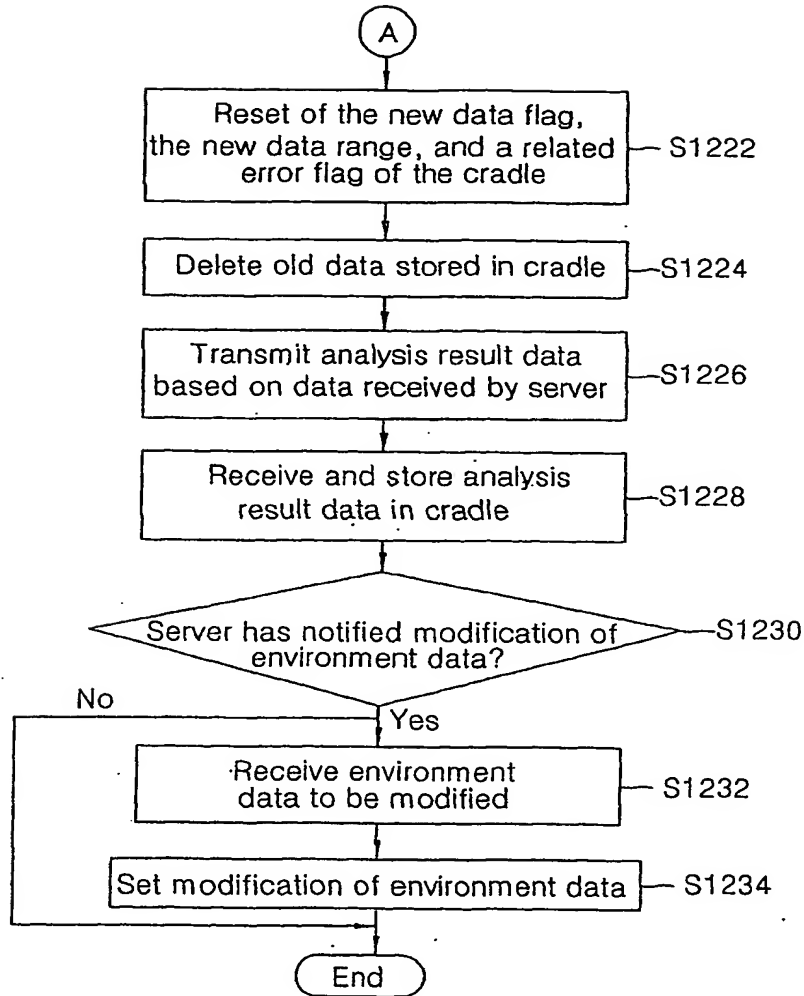 A
Reset of the new data flag,
the new data range, and a related
error flag of the cradle
S1222
Delete old data stored in cradle
S1224
Transmit analysis result data
based on data received by server
S1226
Receive and store analysis
result data in cradle
S1228
Server has notified modification of
environment data?
S1230
No
Yes
Receive environment
data to be modified
S1232
Set modification of environment data
S1234
End